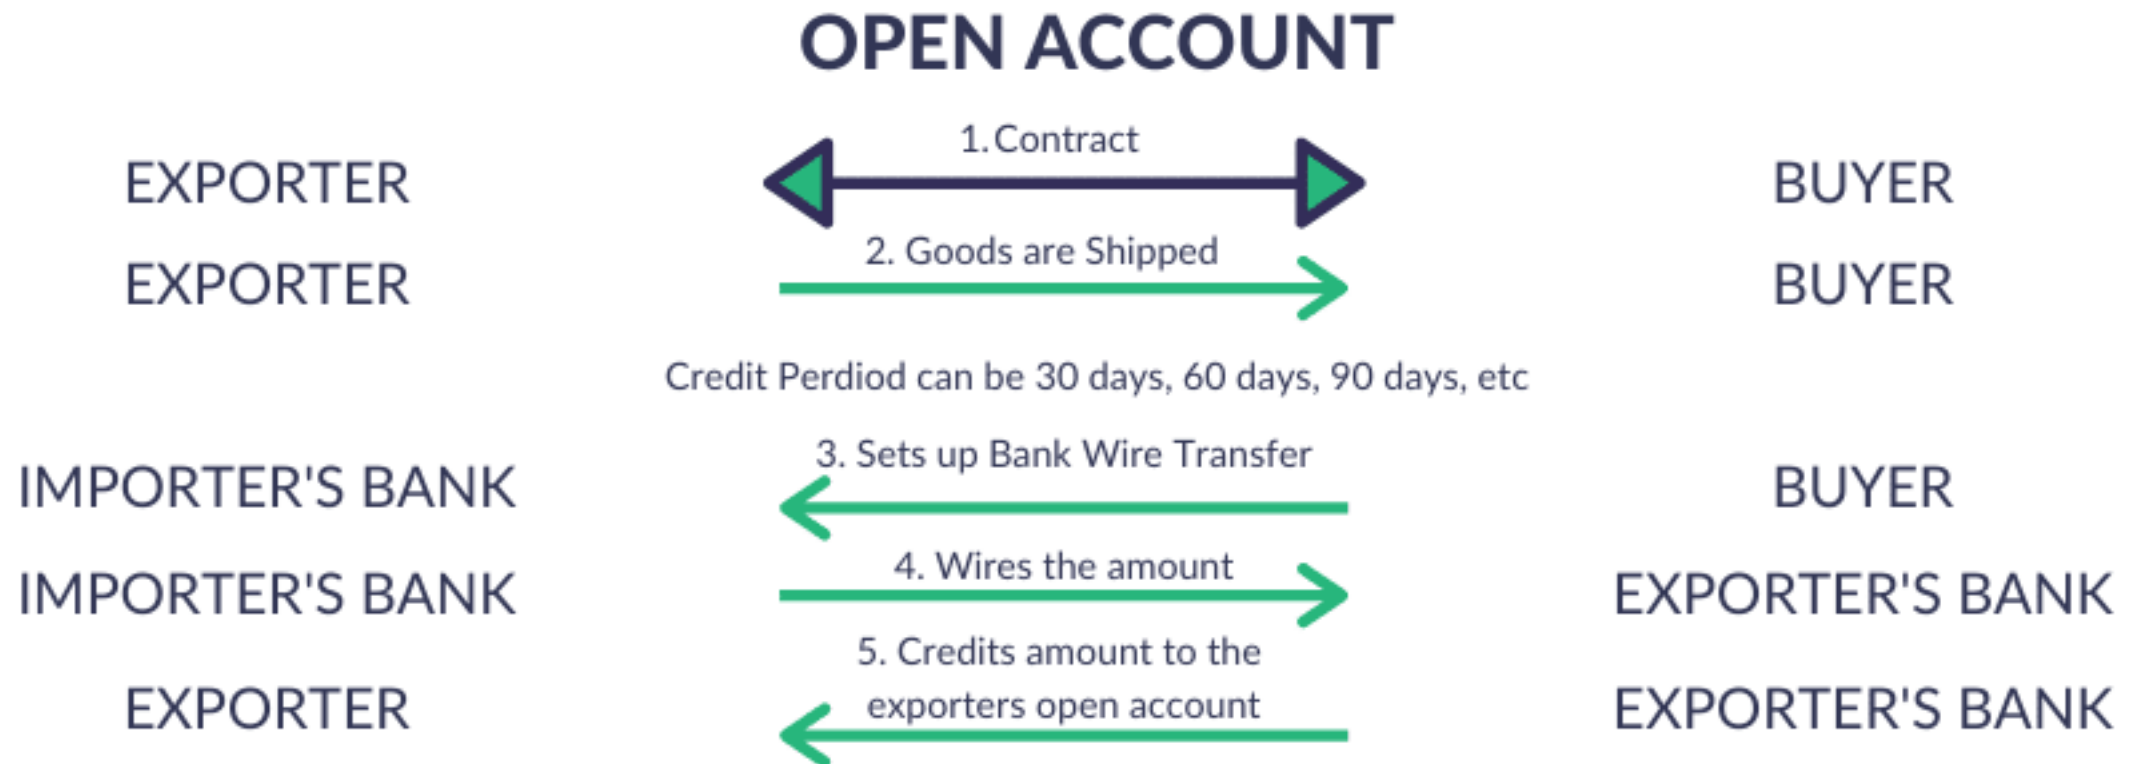 OPEN ACCOUNT
1. Contract
EXPORTER
BUYER
2. Goods are Shipped
EXPORTER
BUYER
Credit Perdiod can be 30 days, 60 days, 90 days, etc
3. Sets up Bank Wire Transfer
IMPORTER'S BANK
BUYER
4. Wires the amount
IMPORTER'S BANK
EXPORTER'S BANK
5. Credits amount to the
exporters open account
EXPORTER
EXPORTER'S BANK